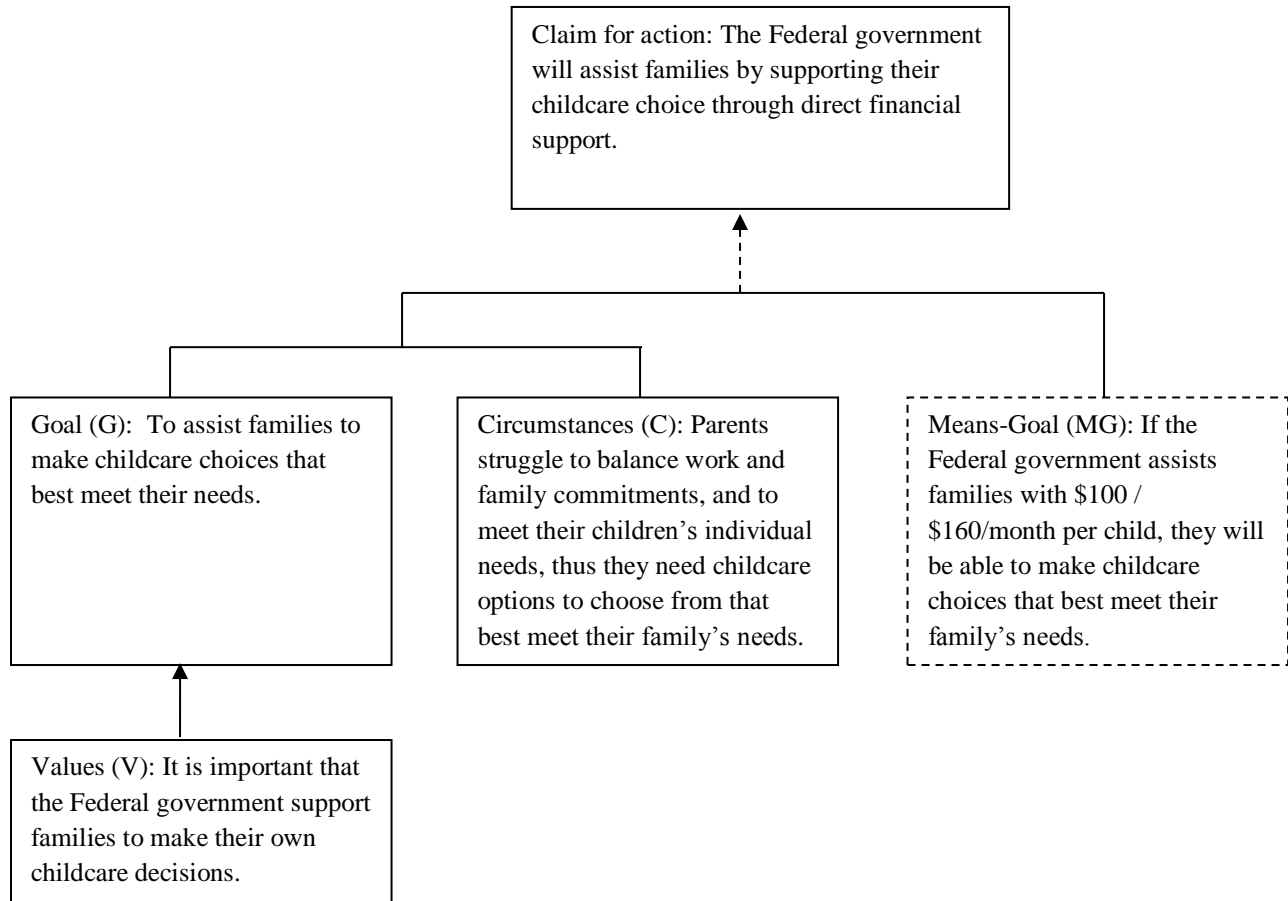 Claim for action: The Federal government
will assist families by supporting their
childcare choice through direct financial
support.
Goal (G):  To assist families to
make childcare choices that
best meet their needs.
Circumstances (C): Parents
struggle to balance work and
family commitments, and to
meet their children’s individual
needs, thus they need childcare
options to choose from that
best meet their family’s needs.
Means-Goal (MG): If the
Federal government assists
families with $100 /
$160/month per child, they will
be able to make childcare
choices that best meet their
family’s needs.
Values (V): It is important that
the Federal government support
families to make their own
childcare decisions.